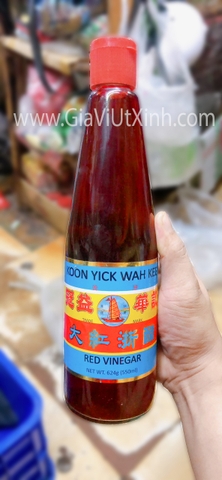 www.GiaViUtXinh.com
KOON YICK WAH KEE
冠益 華記
大紅浙醋
RED VINEGAR
NET WT. 624g (550ml)